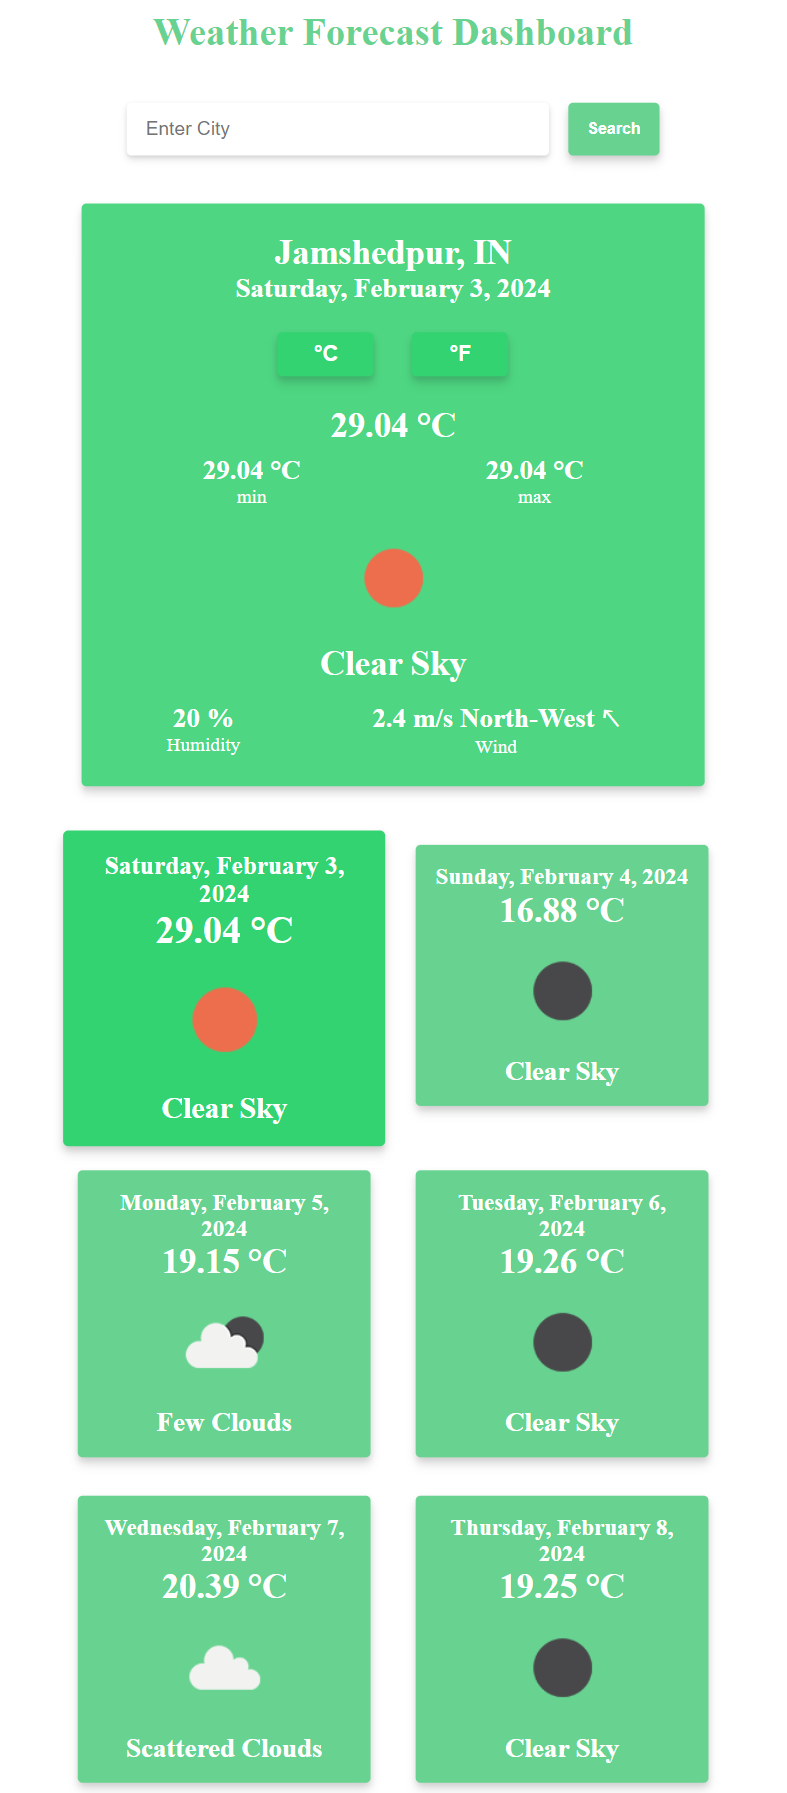 Weather Forecast Dashboard
Enter City
Search
Jamshedpur, IN
Saturday, February 3, 2024
°C
°F
29.04 °C
29.04 °C
min
29.04 °C
max
Clear Sky
20 %
Humidity
2.4 m/s North-West ↖
Wind
Saturday, February 3,
2024
29.04 °C
Clear Sky
Sunday, February 4, 2024
16.88 °C
Clear Sky
Monday, February 5,
2024
19.15 °C
Few Clouds
Tuesday, February 6,
2024
19.26 °C
Clear Sky
Wednesday, February 7,
2024
20.39 °C
Scattered Clouds
Thursday, February 8,
2024
19.25 °C
Clear Sky